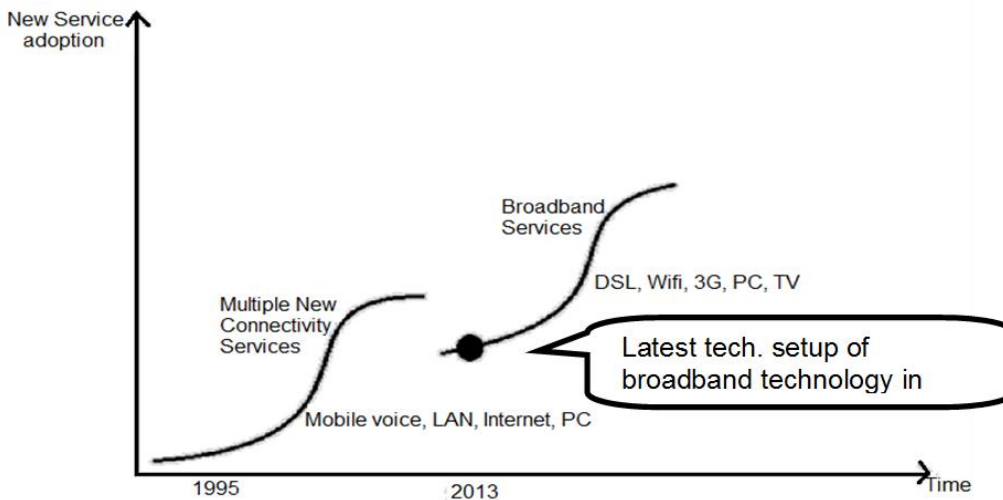 New Service
adoption
Broadband
Services
DSL, Wifi, 3G, PC, TV
Multiple New
Connectivity
Services
Latest tech. setup of
broadband technology in
Mobile voice, LAN, Internet, PC
1995
2013
Time